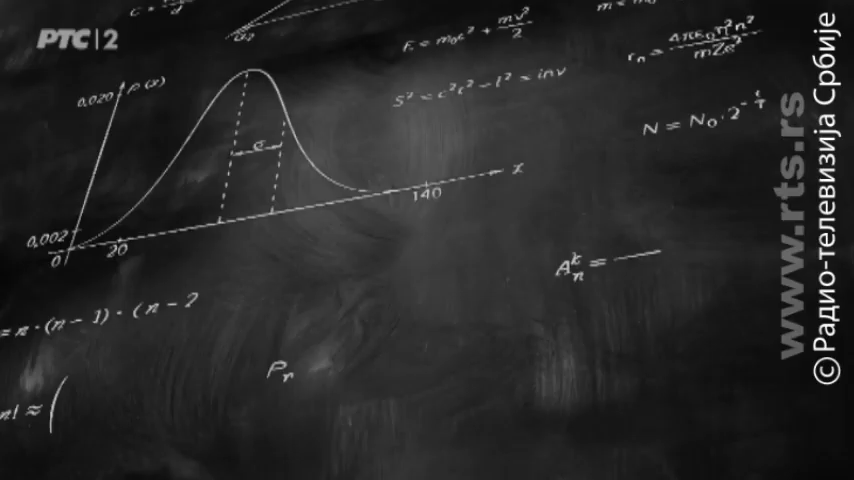 РТС|2
0,020 ρ(x)
σ
0,002
0
20
140
x
E = m₀c² + mv²/2
S² = c²t² - l² = inv
rₙ = 4πε₀ℏ²n²/mZe²
N = N₀ · 2^(-t/T)
Aₙᵏ = —
= n · (n - 1) · (n - 2
n! ≈ (
Pₙ
www.rts.rs
©Радио-телевизија Србије